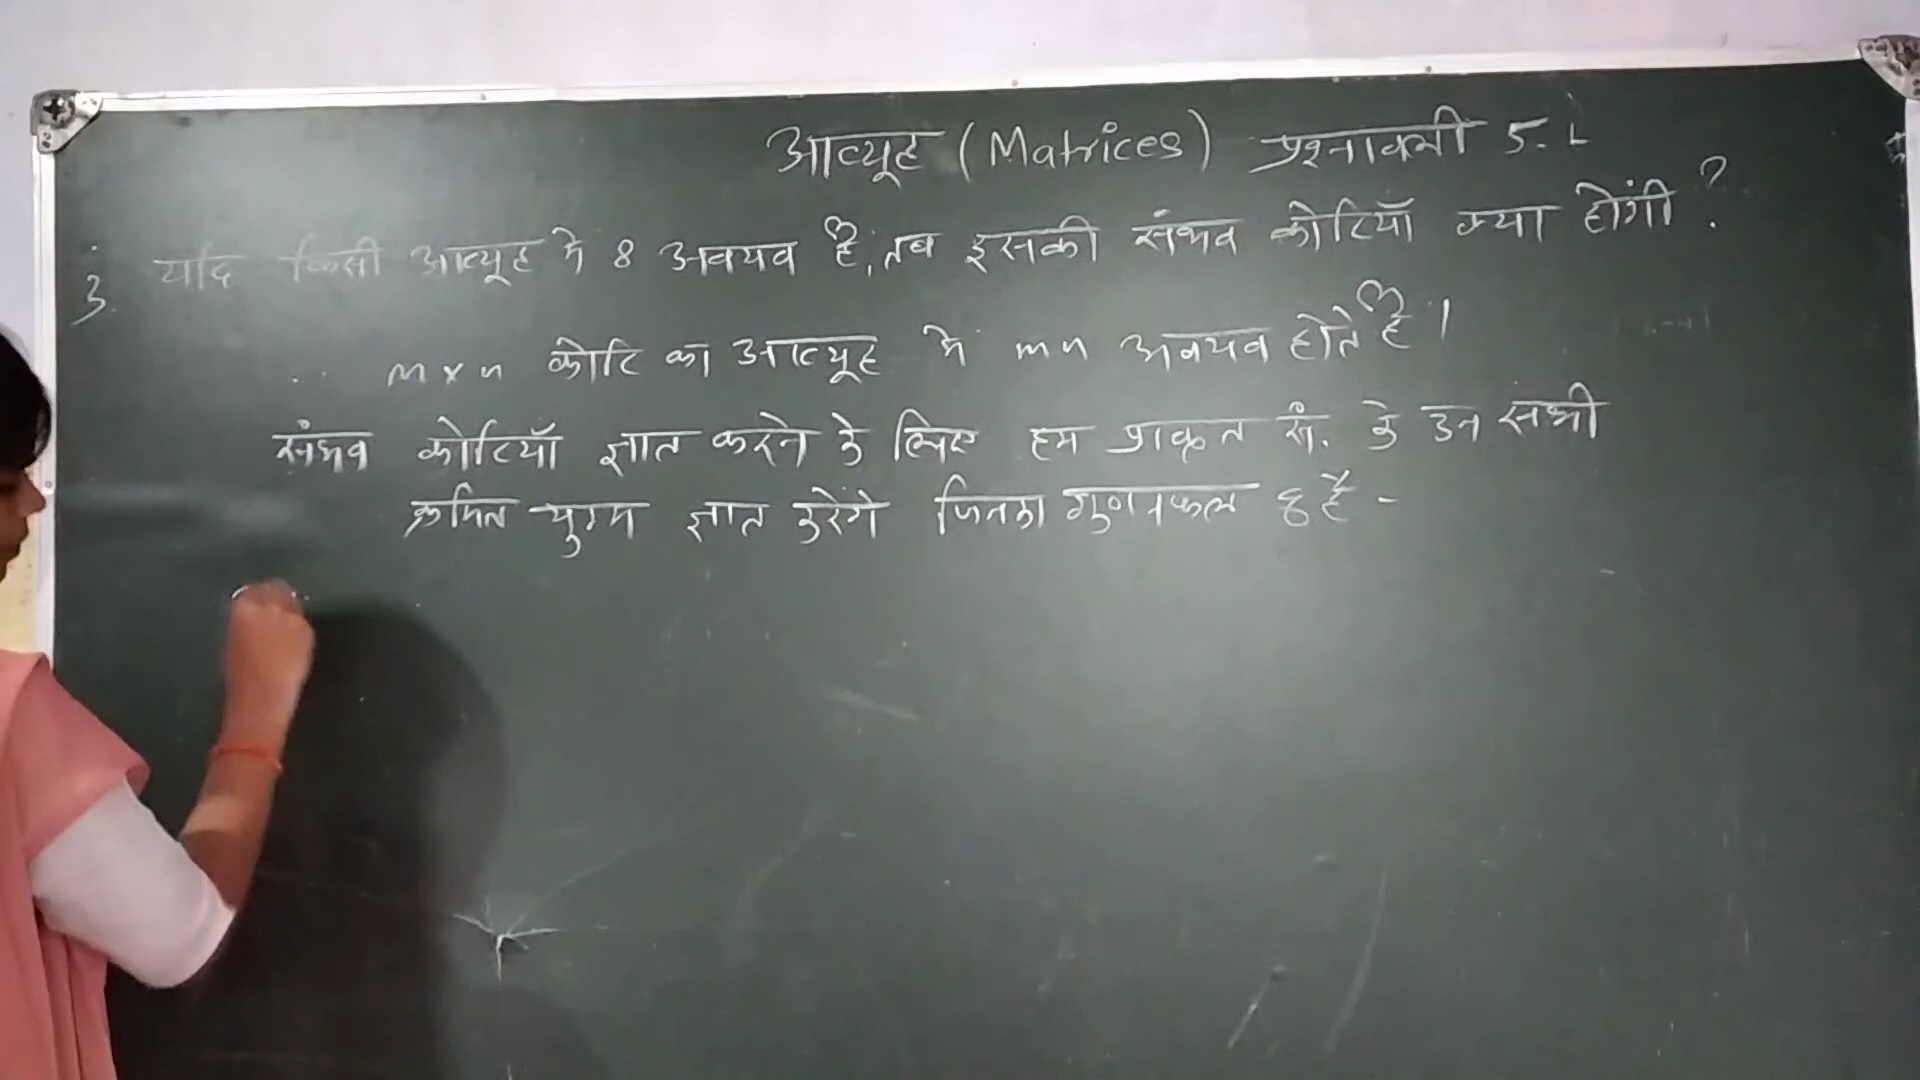 आव्यूह (Matrices) प्रश्नावली 5.1
3. यदि किसी आव्यूह मे 8 अवयव है, तब इसकी संभव कोटियाँ क्या होंगी ?
m x n कोटि का आव्यूह मे mn अवयव होते है ।
संभव कोटियाँ ज्ञात करने के लिए हम प्राकृत सं. के उन सभी
क्रमित युग्म ज्ञात करेंगे जिनका गुणनफल 8 है -